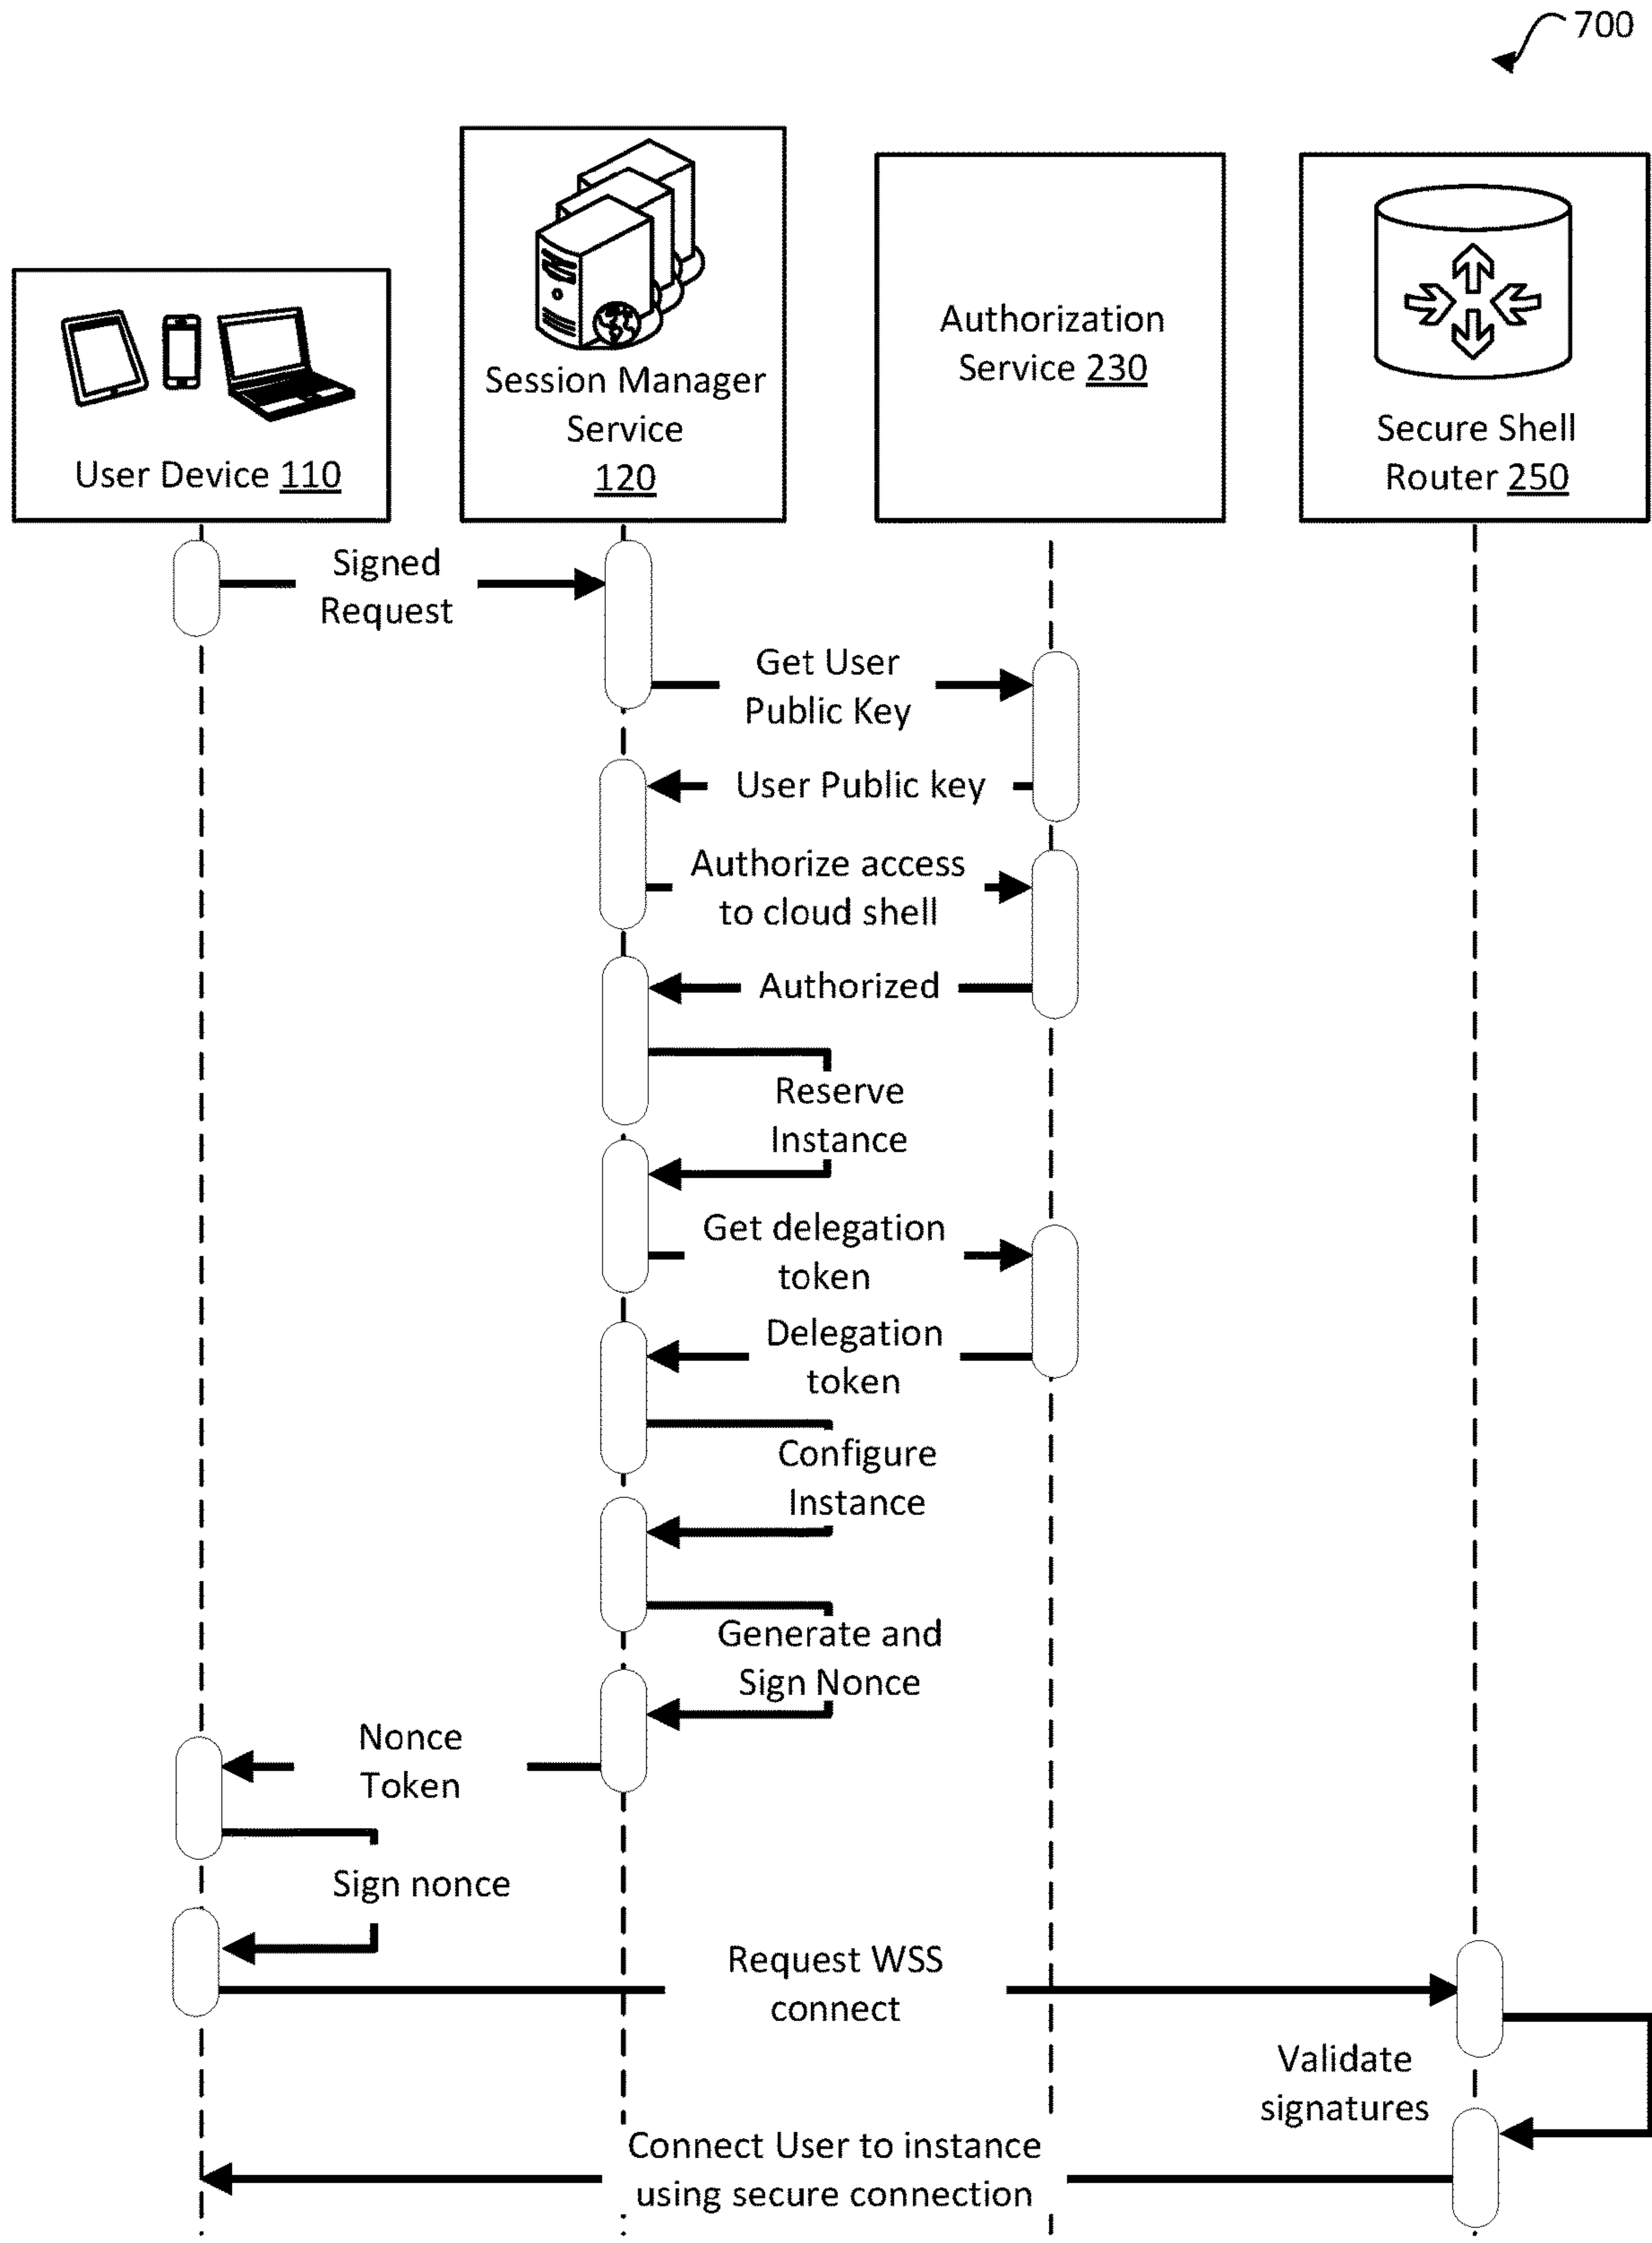 700
User Device 110
Session Manager
Service
120
Authorization
Service 230
Secure Shell
Router 250
Signed
Request
Get User
Public Key
User Public key
Authorize access
to cloud shell
Authorized
Reserve
Instance
Get delegation
token
Delegation
token
Configure
Instance
Generate and
Sign Nonce
Nonce
Token
Sign nonce
Request WSS
connect
Validate
signatures
Connect User to instance
using secure connection